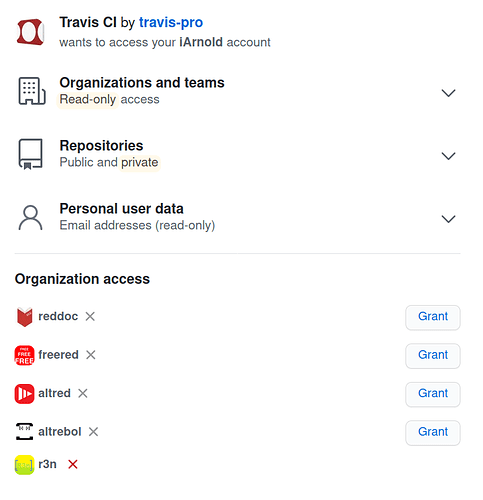 Travis CI by travis-pro
wants to access your iArnold account
Organizations and teams
Read-only access
Repositories
Public and private
Personal user data
Email addresses (read-only)
Organization access
reddoc Grant
freered Grant
altred Grant
altrebol Grant
r3n